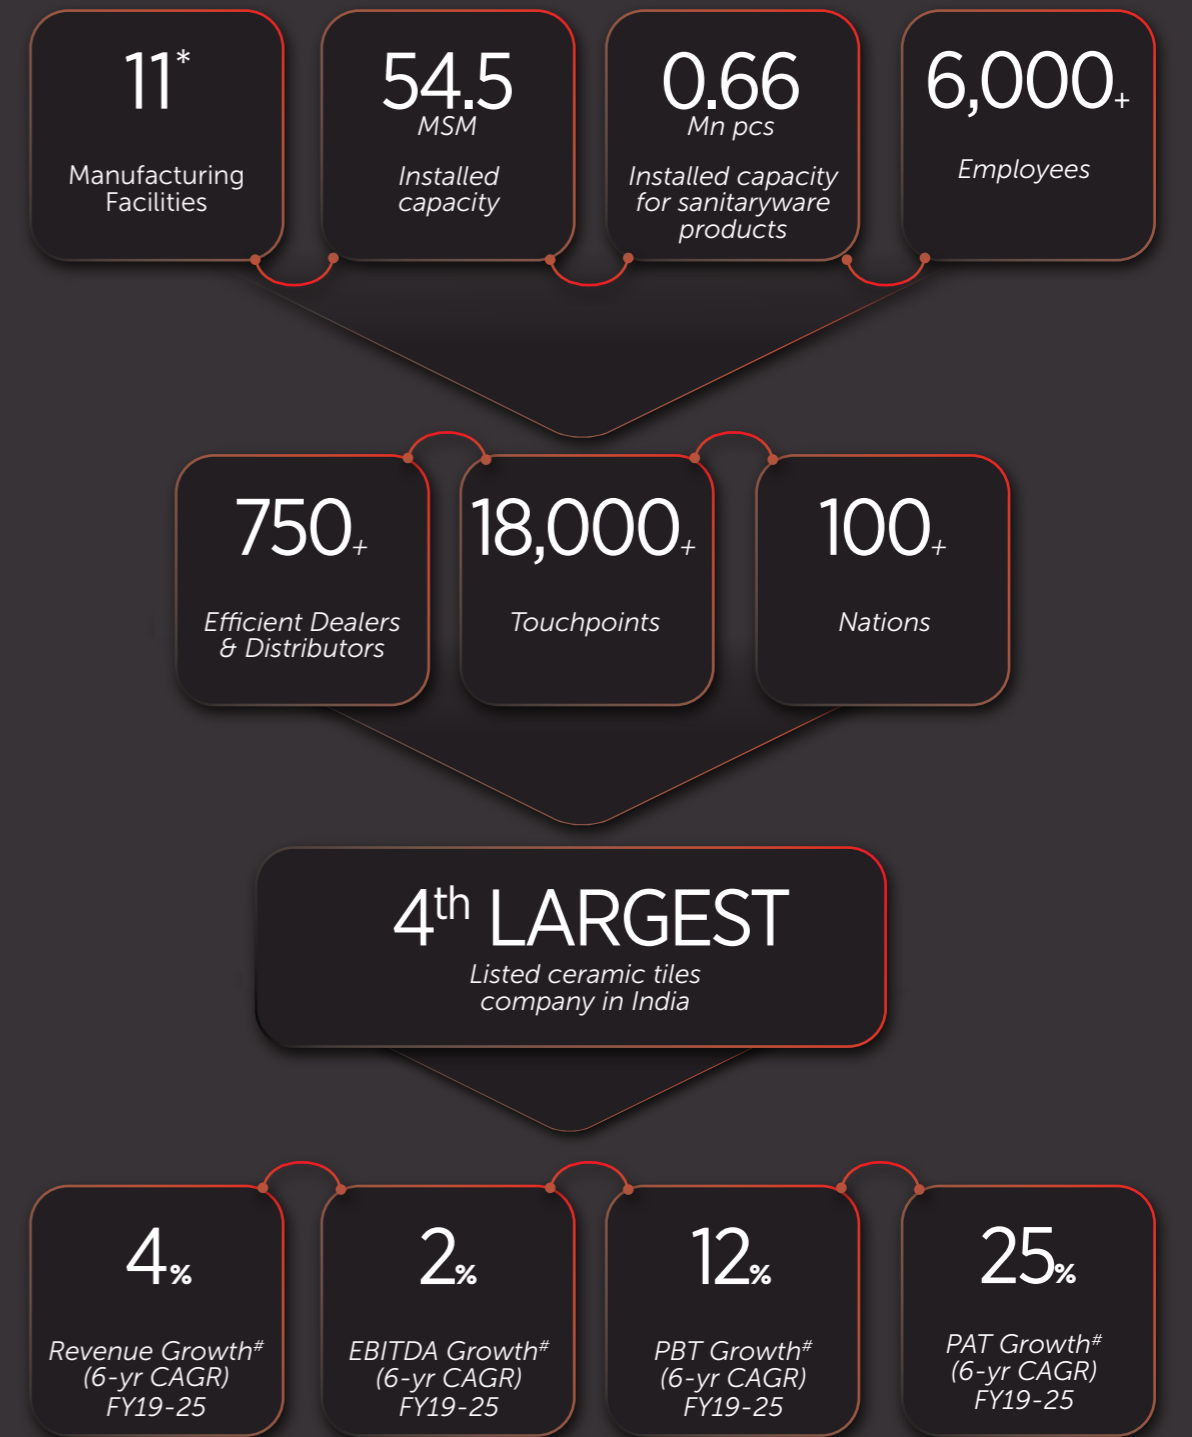 11*
Manufacturing
Facilities
54.5
MSM
Installed
capacity
0.66
Mn pcs
Installed capacity
for sanitaryware
products
6,000+
Employees
750+
Efficient Dealers
& Distributors
18,000+
Touchpoints
100+
Nations
4th LARGEST
Listed ceramic tiles
company in India
4%
Revenue Growth#
(6-yr CAGR)
FY19-25
2%
EBITDA Growth#
(6-yr CAGR)
FY19-25
12%
PBT Growth#
(6-yr CAGR)
FY19-25
25%
PAT Growth#
(6-yr CAGR)
FY19-25